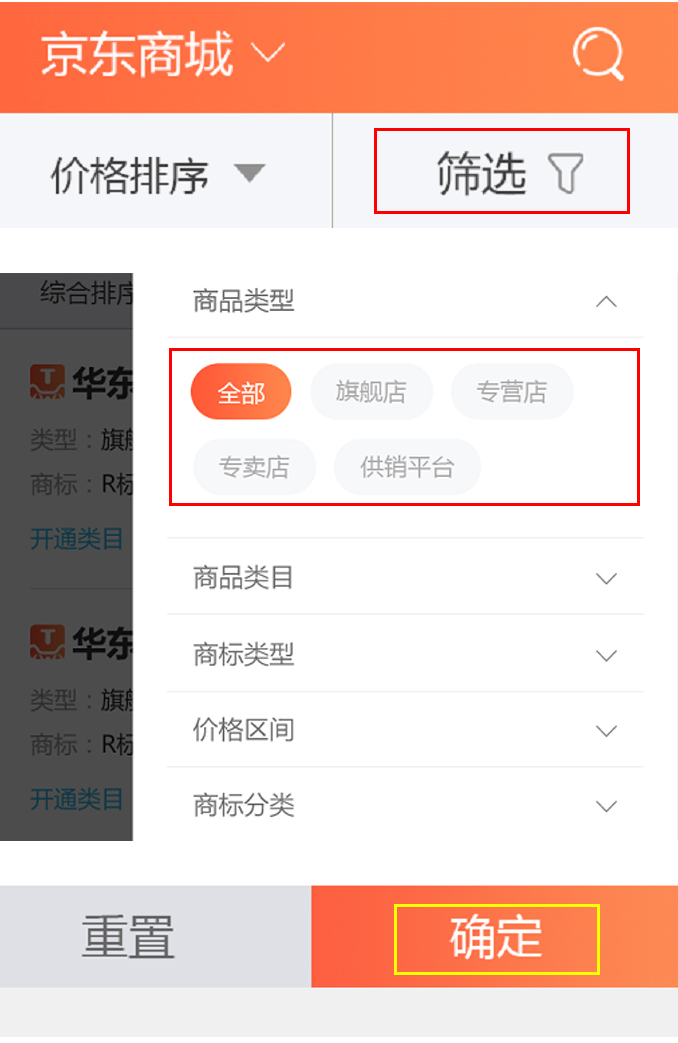 京东商城
价格排序 筛选
综合排序
商品类型
华东
全部 旗舰店 专营店
类型：旗舰
商标：R标
专卖店 供销平台
开通类目
商品类目
华东
商标类型
类型：旗舰
价格区间
商标：R标
开通类目
商标分类
重置 确定